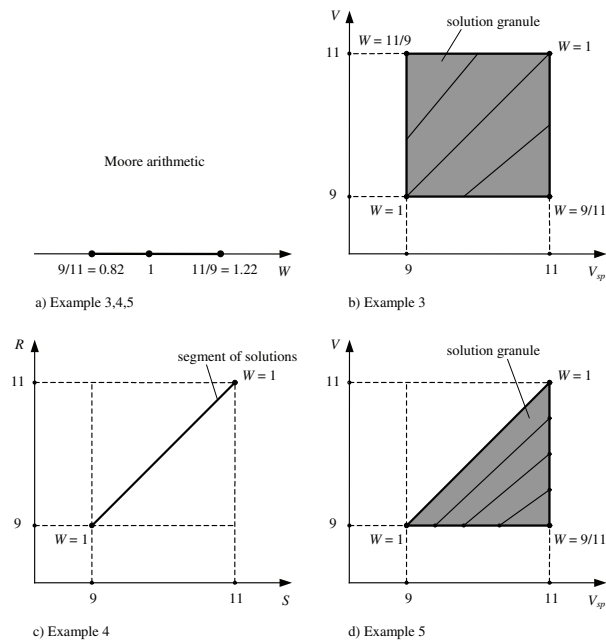 Moore arithmetic
9/11 = 0.82
1
11/9 = 1.22
W
a) Example 3,4,5
V
solution granule
11
W = 11/9
W = 1
9
W = 1
W = 9/11
9
11
V_sp
b) Example 3
R
segment of solutions
11
W = 1
9
W = 1
9
11
S
c) Example 4
V
solution granule
11
W = 1
9
W = 1
W = 9/11
9
11
V_sp
d) Example 5